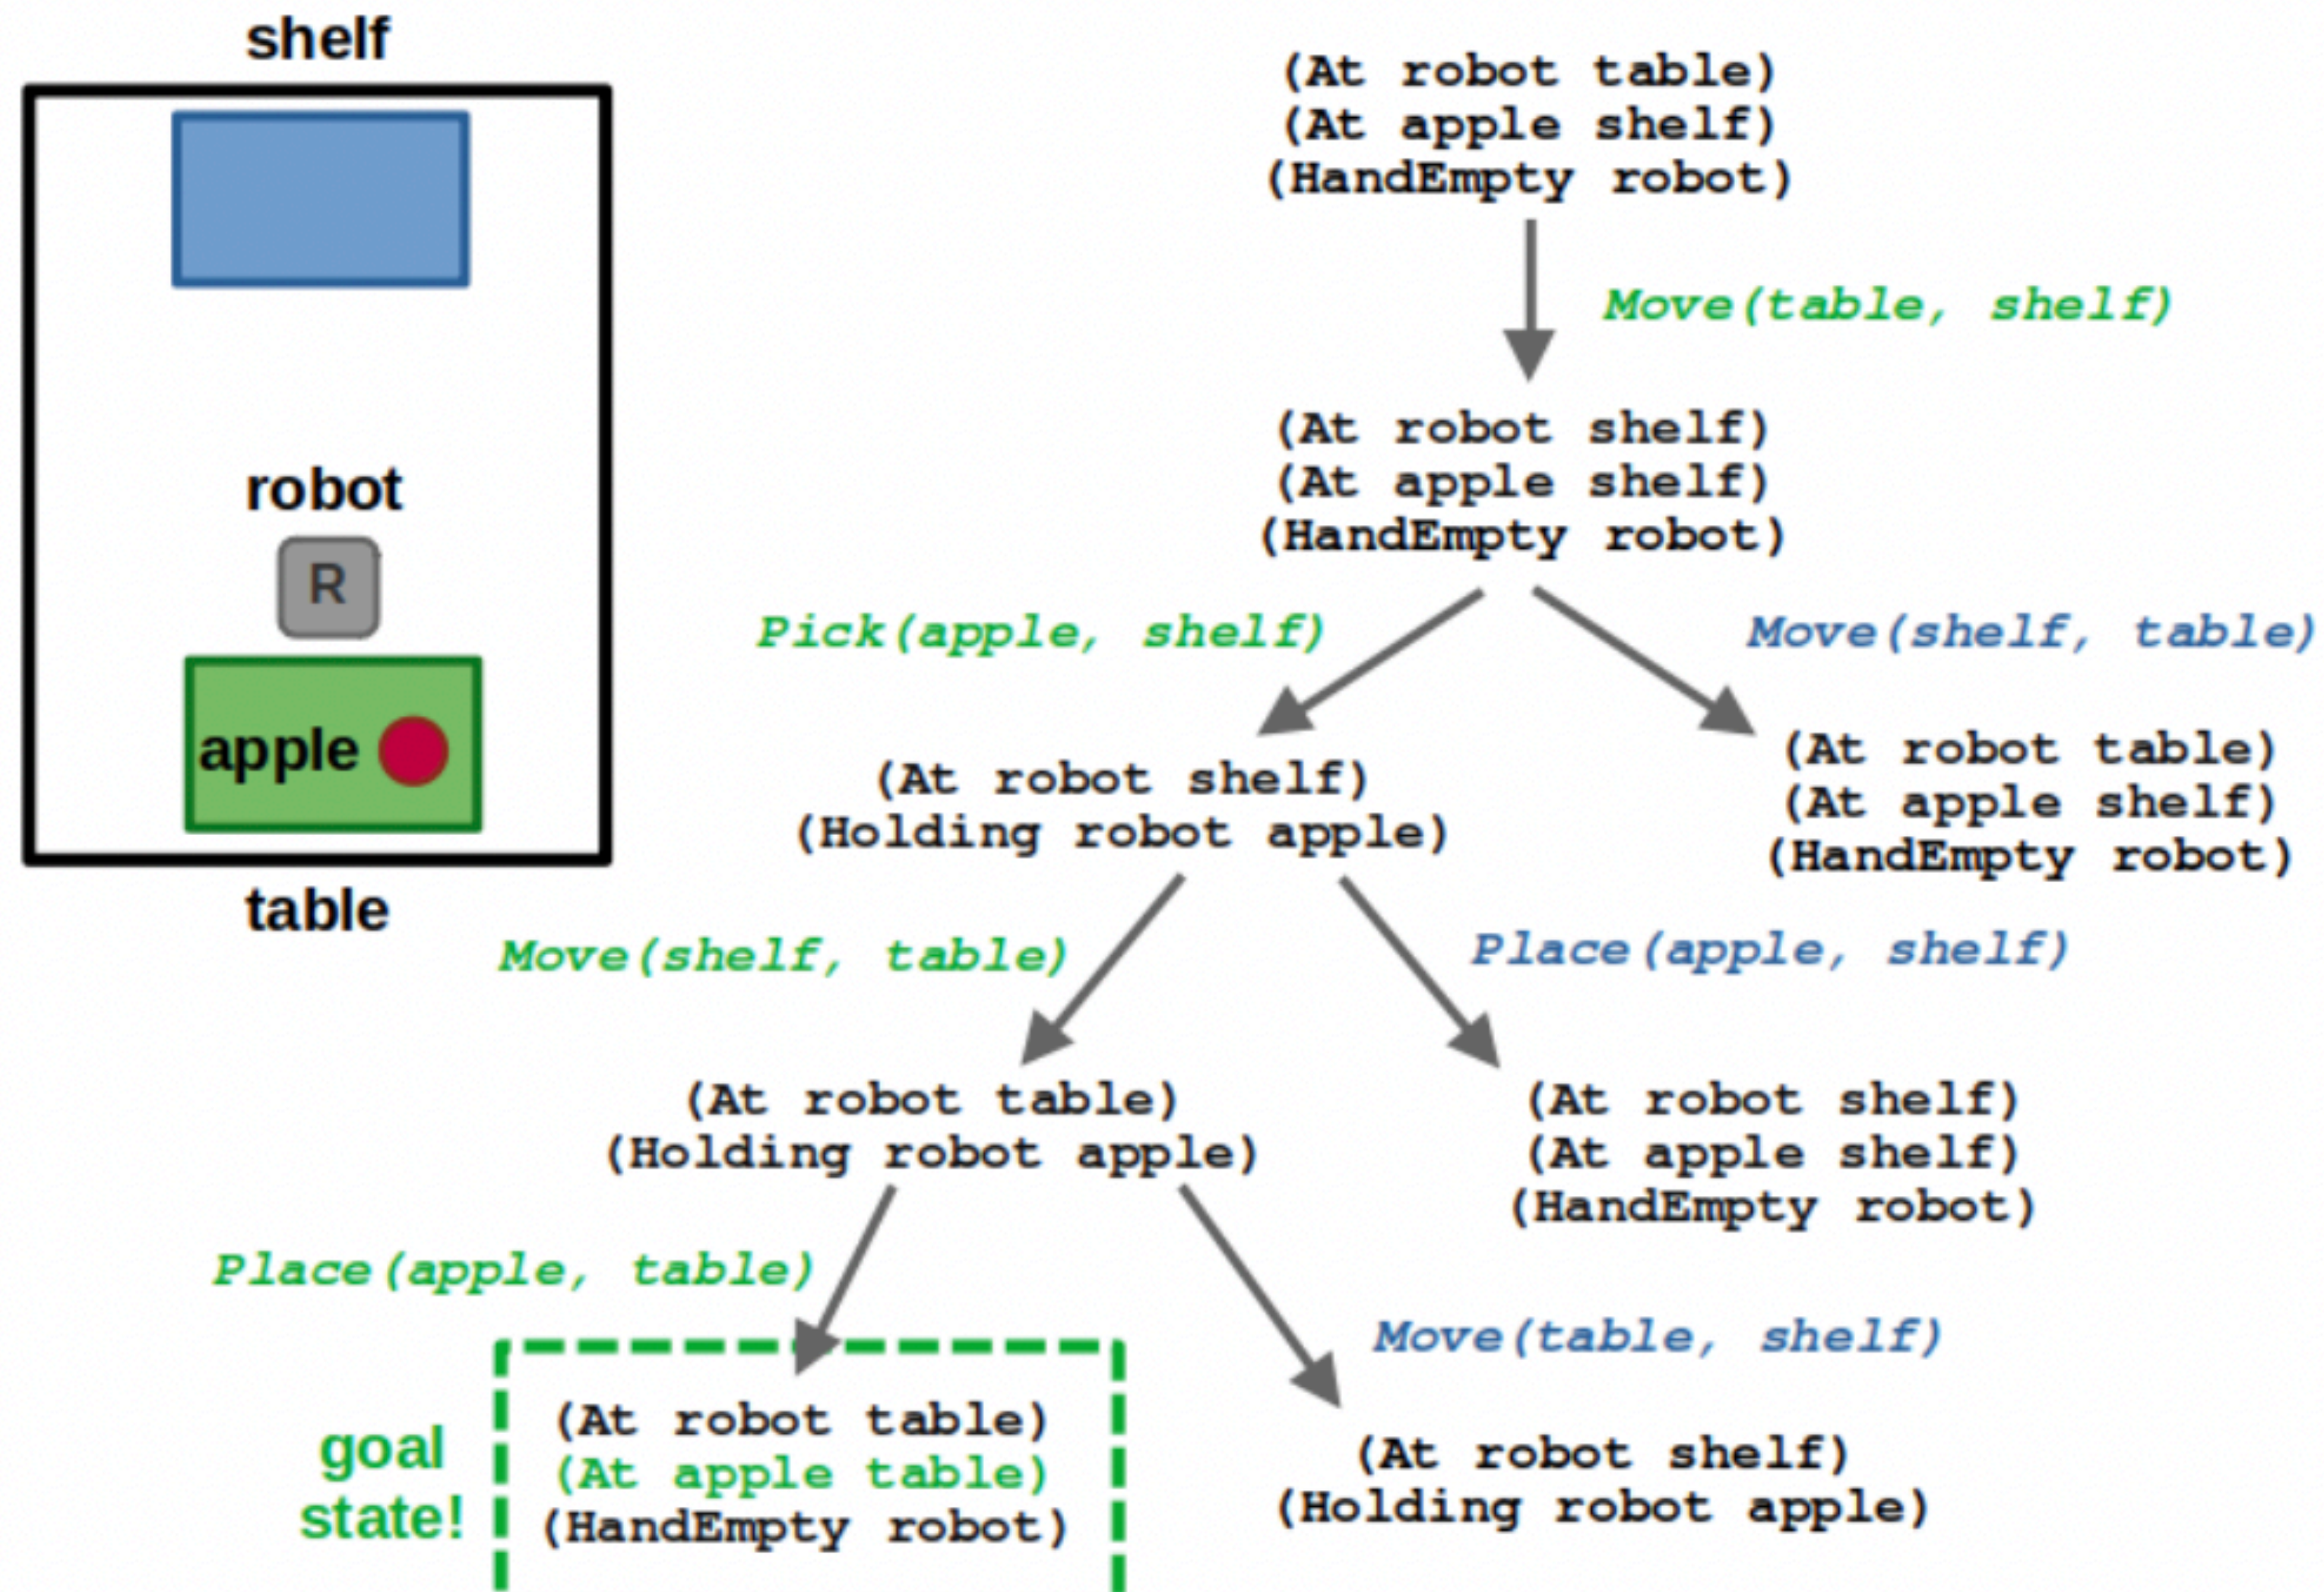 shelf
robot
R
apple
table
(At robot table)
(At apple shelf)
(HandEmpty robot)
Move(table, shelf)
(At robot shelf)
(At apple shelf)
(HandEmpty robot)
Pick(apple, shelf)
Move(shelf, table)
(At robot shelf)
(Holding robot apple)
(At robot table)
(At apple shelf)
(HandEmpty robot)
Move(shelf, table)
Place(apple, shelf)
(At robot table)
(Holding robot apple)
(At robot shelf)
(At apple shelf)
(HandEmpty robot)
Place(apple, table)
Move(table, shelf)
goal
state!
(At robot table)
(At apple table)
(HandEmpty robot)
(At robot shelf)
(Holding robot apple)